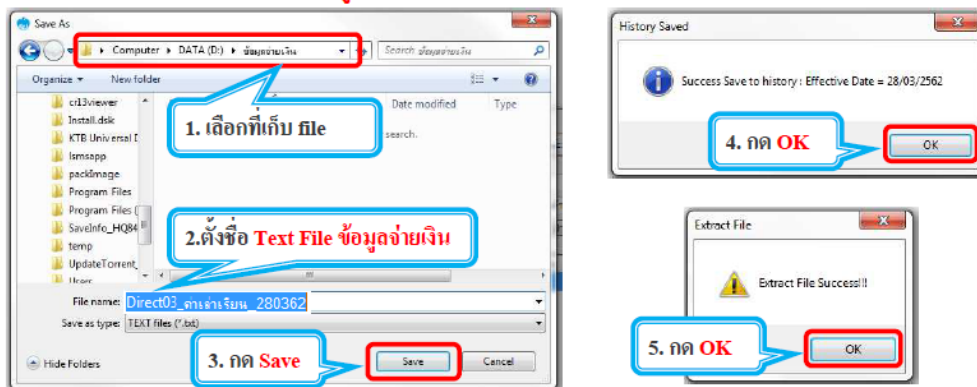 Save As
Computer ▸ DATA (D:) ▸ ข้อมูลจ่ายเงิน
Search ข้อมูลจ่ายเงิน
Organize
New folder
cr13viewer
Install.dsk
KTB Universal
lsmsapp
packimage
Program Files
Program Files (
SaveInfo_HQ84
temp
UpdateTorrent_
User
Date modified
Type
search.
1. เลือกที่เก็บ file
2.ตั้งชื่อ Text File ข้อมูลจ่ายเงิน
File name: Direct03_ค่าเล่าเรียน_280362
Save as type: TEXT files (*.txt)
Hide Folders
3. กด Save
Save
Cancel
History Saved
Success Save to history : Effective Date = 28/03/2562
4. กด OK
OK
Extract File
Extract File Success!!!
5. กด OK
OK